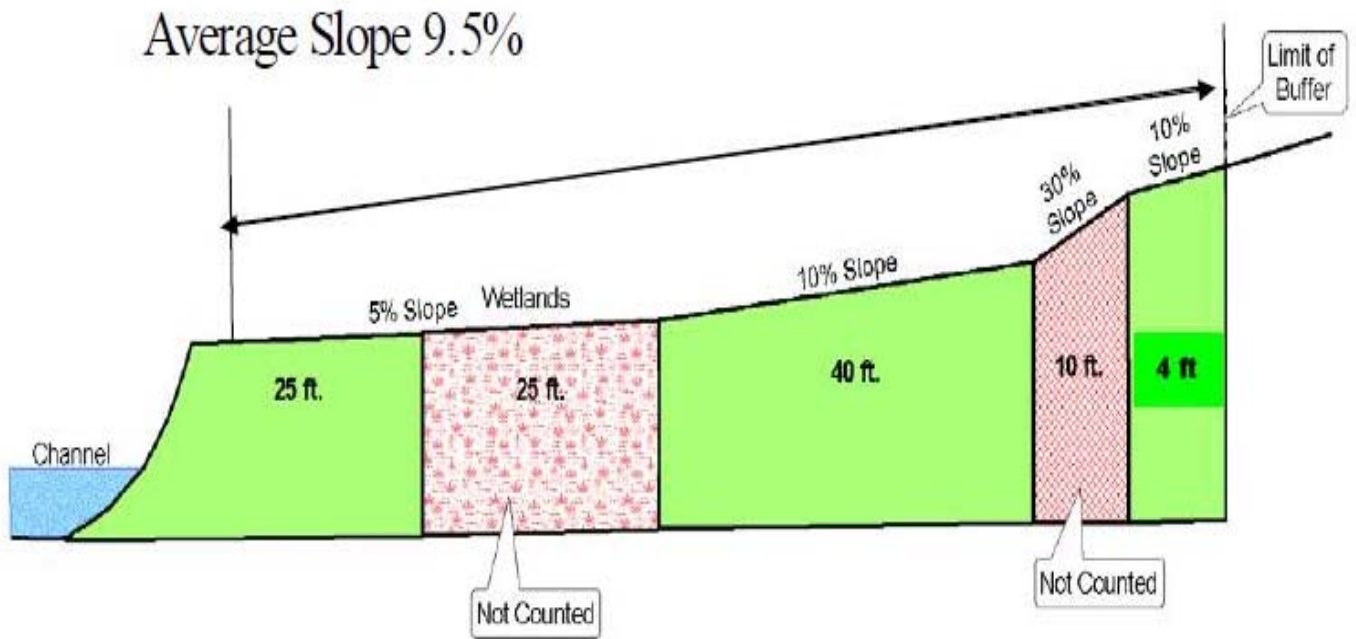 Average Slope 9.5%
Limit of
Buffer
10%
Slope
30%
Slope
10% Slope
5% Slope
Wetlands
25 ft.
25 ft.
40 ft.
10 ft.
4 ft
Channel
Not Counted
Not Counted